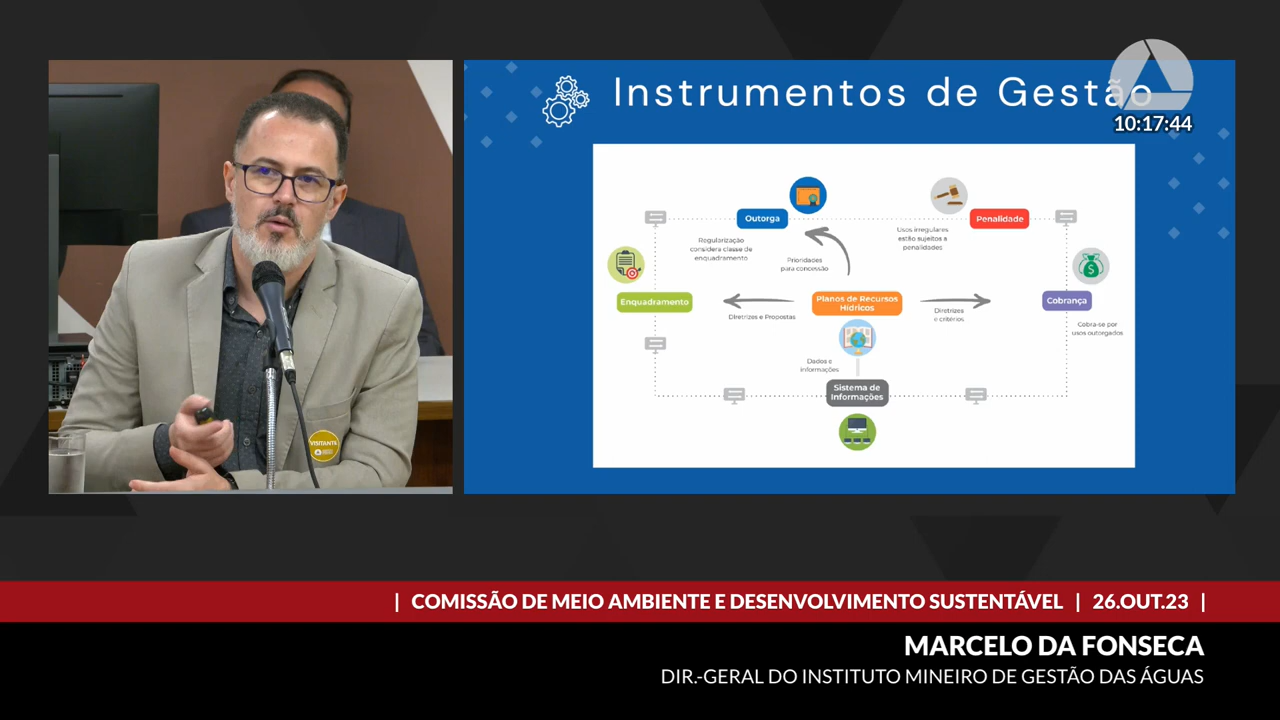 Instrumentos de Gestão
10:17:44
Outorga
Penalidade
Regularização
considera classe de
enquadramento
Usos irregulares
estão sujeitos a
penalidades
Prioridades
para concessão
Enquadramento
Planos de Recursos
Hídricos
Cobrança
Diretrizes e Propostas
Diretrizes
e critérios
Cobra-se por
usos outorgados
Dados e
informações
Sistema de
Informações
VISITANTE
| COMISSÃO DE MEIO AMBIENTE E DESENVOLVIMENTO SUSTENTÁVEL | 26.OUT.23 |
MARCELO DA FONSECA
DIR.-GERAL DO INSTITUTO MINEIRO DE GESTÃO DAS ÁGUAS